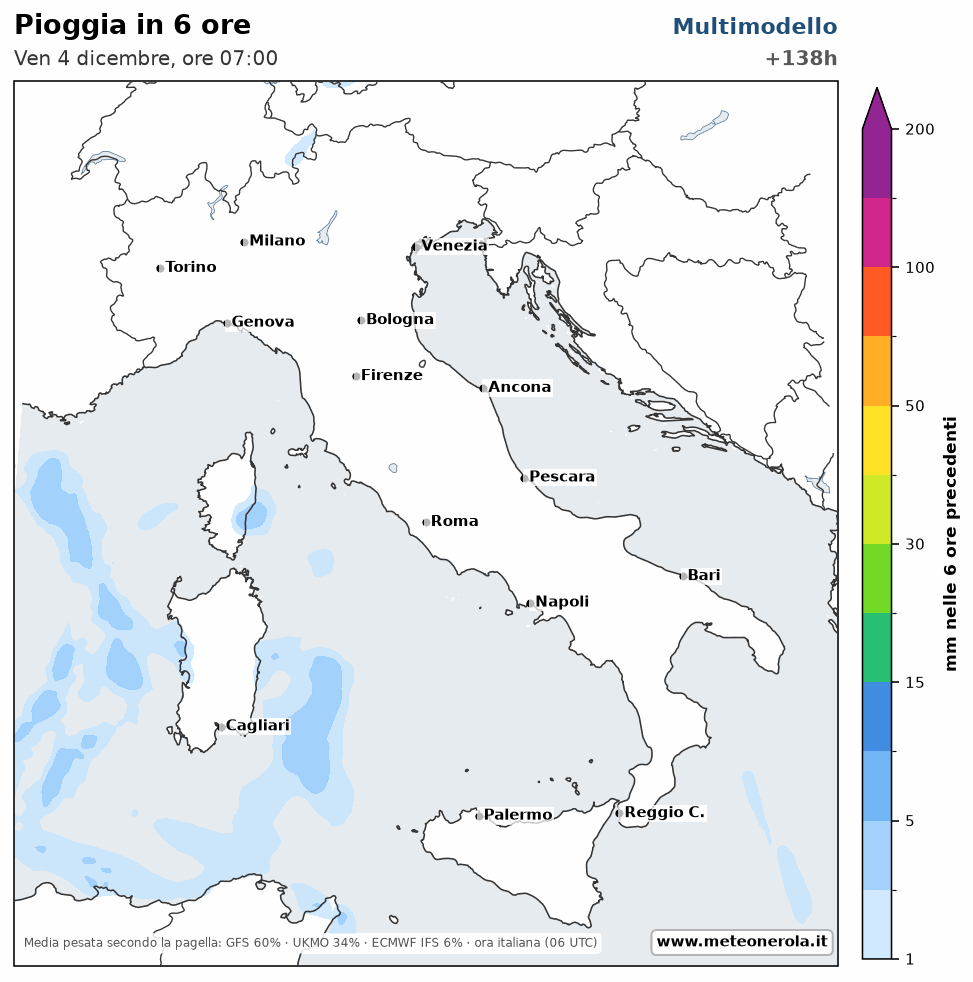 Pioggia in 6 ore
Multimodello
Ven 4 dicembre, ore 07:00
+138h
200
Milano
Venezia
Torino
100
Genova
Bologna
Firenze
Ancona
50
Pescara
Roma
30
Bari
Napoli
15
Cagliari
Palermo
Reggio C.
5
mm nelle 6 ore precedenti
Media pesata secondo la pagella: GFS 60% · UKMO 34% · ECMWF IFS 6% · ora italiana (06 UTC)
www.meteonerola.it
1